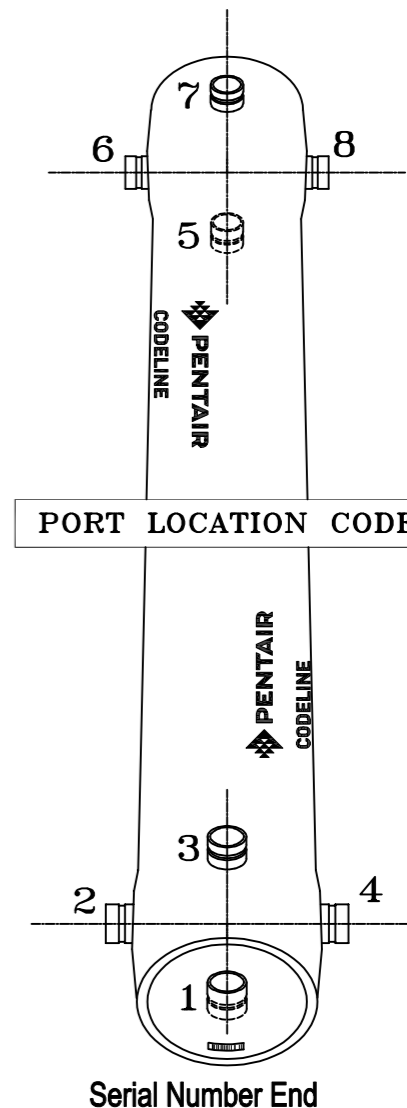 7
6
8
5
PENTAIR
CODELINE
PORT LOCATION CODE
PENTAIR
CODELINE
3
2
4
1
Serial Number End